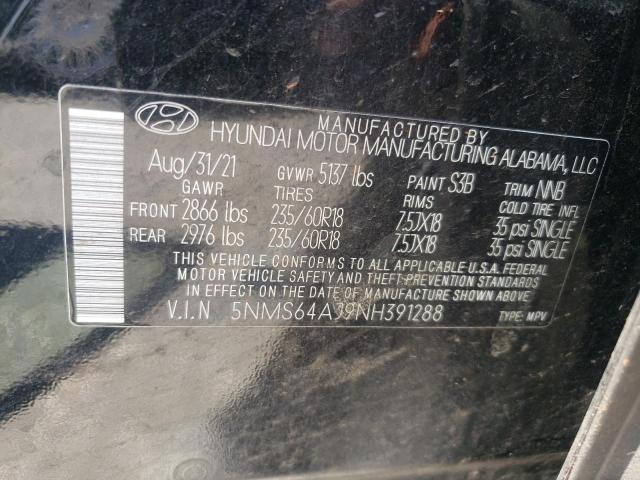 MANUFACTURED BY
HYUNDAI MOTOR MANUFACTURING ALABAMA, LLC
Aug/31/21 GVWR 5137 lbs PAINT S3B TRIM NNB
GAWR TIRES RIMS COLD TIRE INFL
FRONT 2866 lbs 235/60R18 7.5JX18 35 psi SINGLE
REAR 2976 lbs 235/60R18 7.5JX18 35 psi SINGLE
THIS VEHICLE CONFORMS TO ALL APPLICABLE U.S.A. FEDERAL
MOTOR VEHICLE SAFETY AND THEFT PREVENTION STANDARDS
IN EFFECT ON THE DATE OF MANUFACTURE SHOWN ABOVE.
V.I.N 5NMS64AJ9NH391288 TYPE: MPV